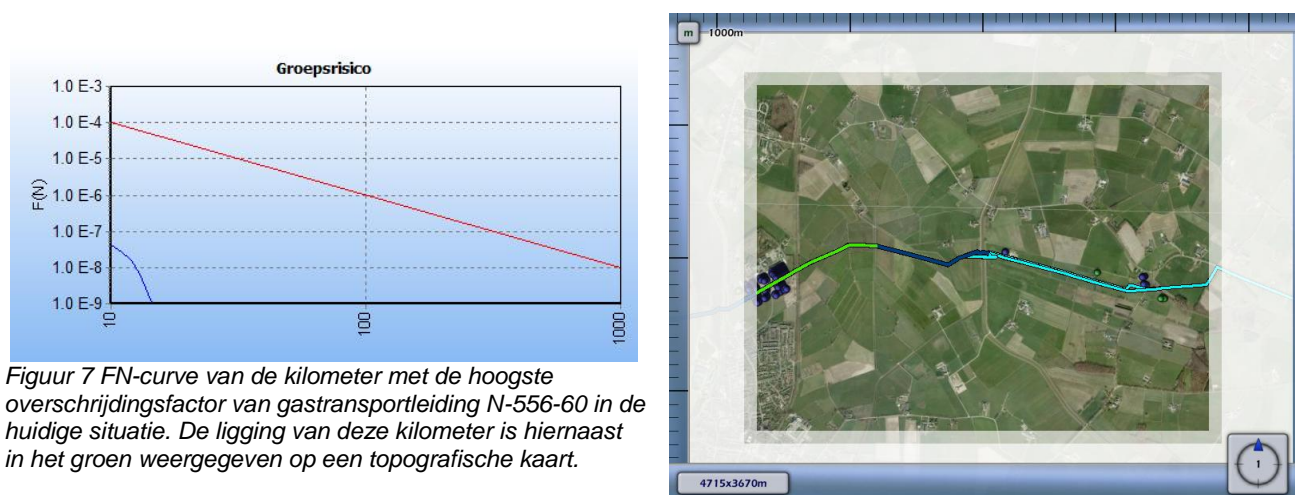 Groepsrisico
1.0 E-3
1.0 E-4
1.0 E-5
1.0 E-6
1.0 E-7
1.0 E-8
1.0 E-9
F(N)
10
100
1000
Figuur 7 FN-curve van de kilometer met de hoogste
overschrijdingsfactor van gastransportleiding N-556-60 in de
huidige situatie. De ligging van deze kilometer is hiernaast
in het groen weergegeven op een topografische kaart.
m 1000m
4715x3670m
1